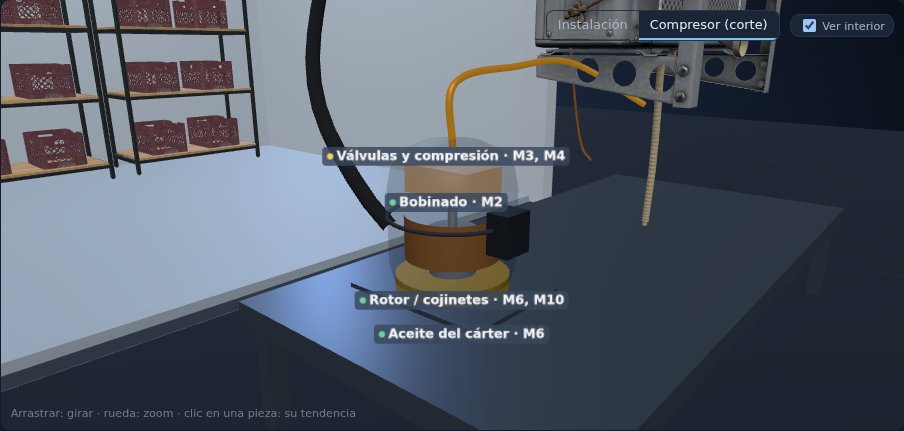 Instalación
Compresor (corte)
Ver interior
Válvulas y compresión · M3, M4
Bobinado · M2
Rotor / cojinetes · M6, M10
Aceite del cárter · M6
Arrastrar: girar · rueda: zoom · clic en una pieza: su tendencia